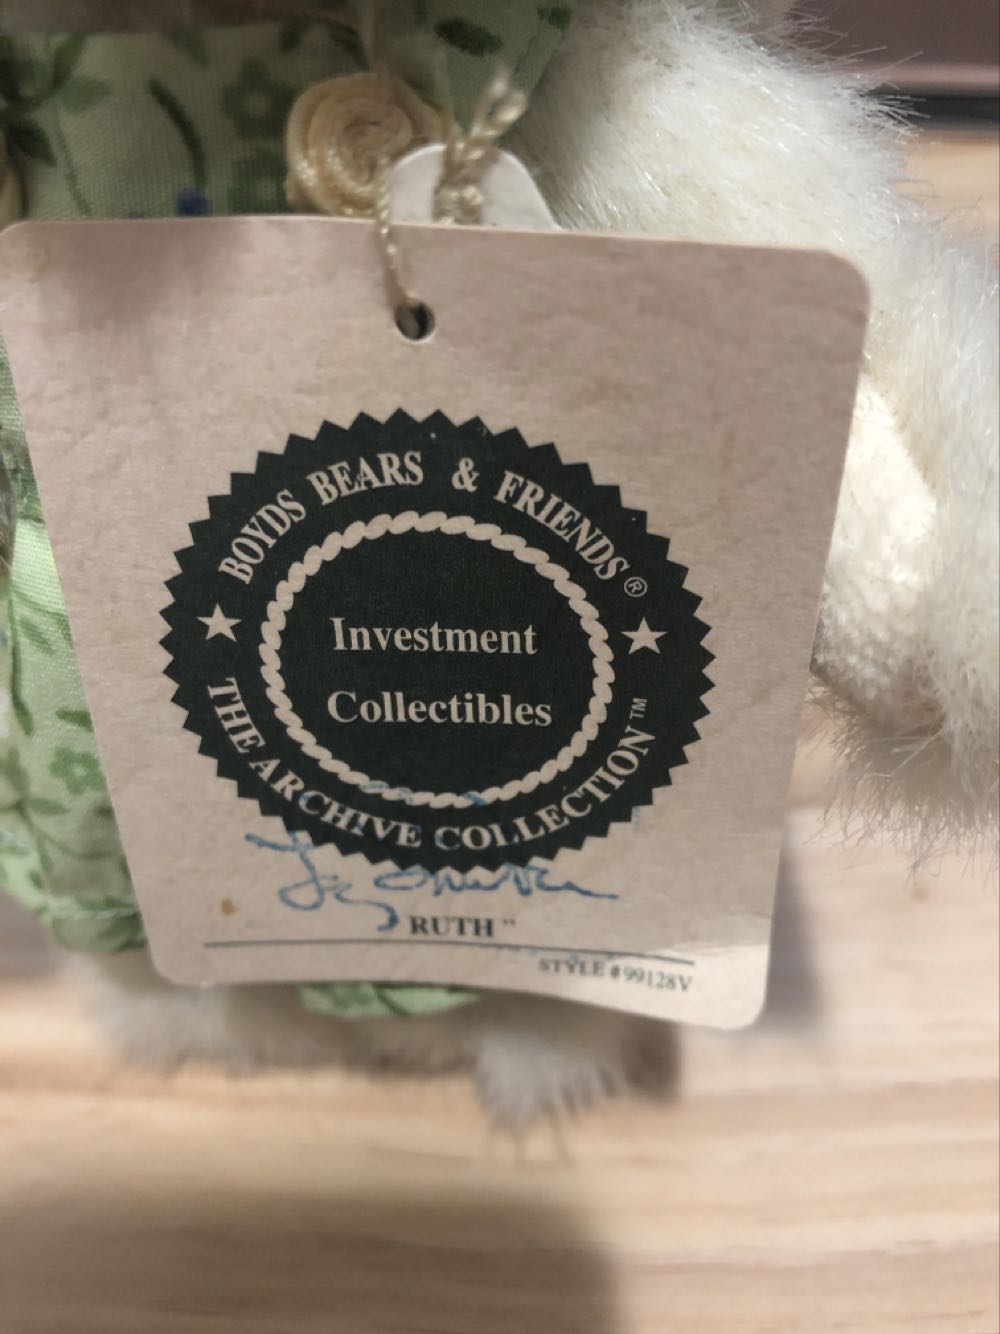 BOYDS BEARS & FRIENDS®
Investment
Collectibles
THE ARCHIVE COLLECTION™
RUTH"
STYLE #99128V